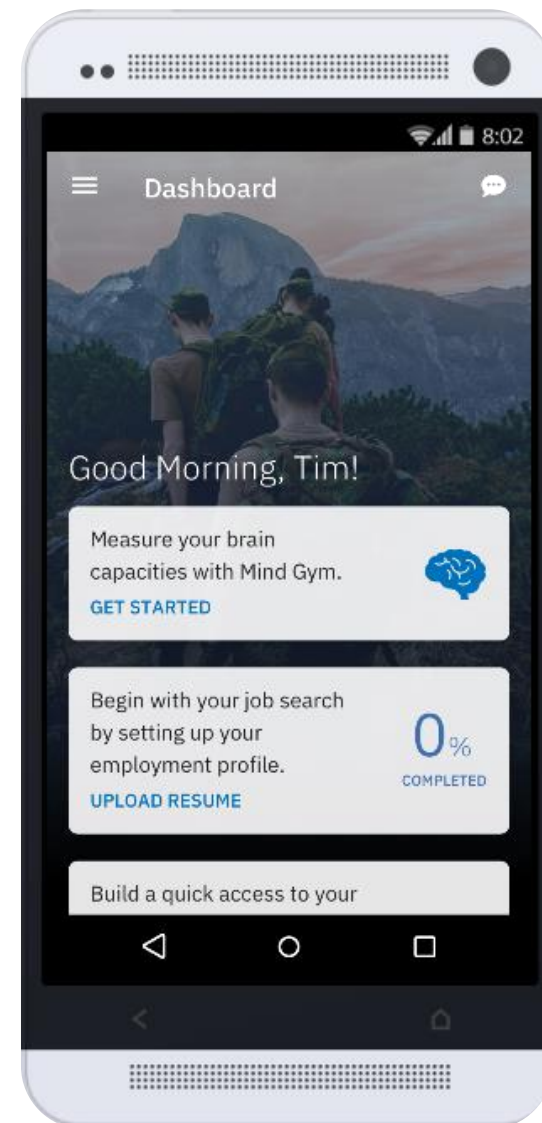 8:02
Dashboard
Good Morning, Tim!
Measure your brain
capacities with Mind Gym.
GET STARTED
Begin with your job search
by setting up your
employment profile.
UPLOAD RESUME
0%
COMPLETED
Build a quick access to your